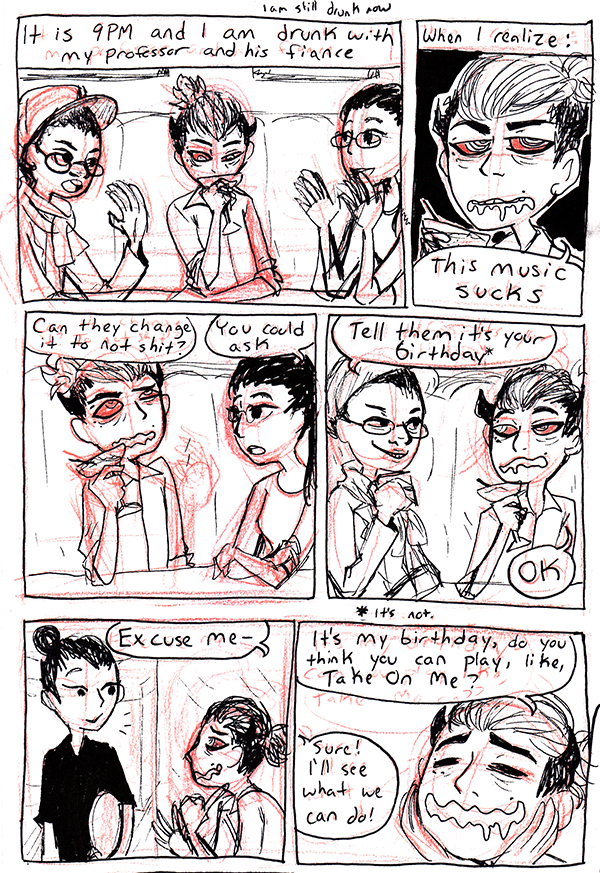 I am still drunk now
It is 9PM and I am drunk with
my professor and his fiance
When I realize:
This music
sucks
Can they change
it to not shit?
You could
ask
Tell them it's your
birthday*
OK
* It's not.
Excuse me-
It's my birthday, do you
think you can play, like,
Take On Me?
Sure!
I'll see
what we
can do!